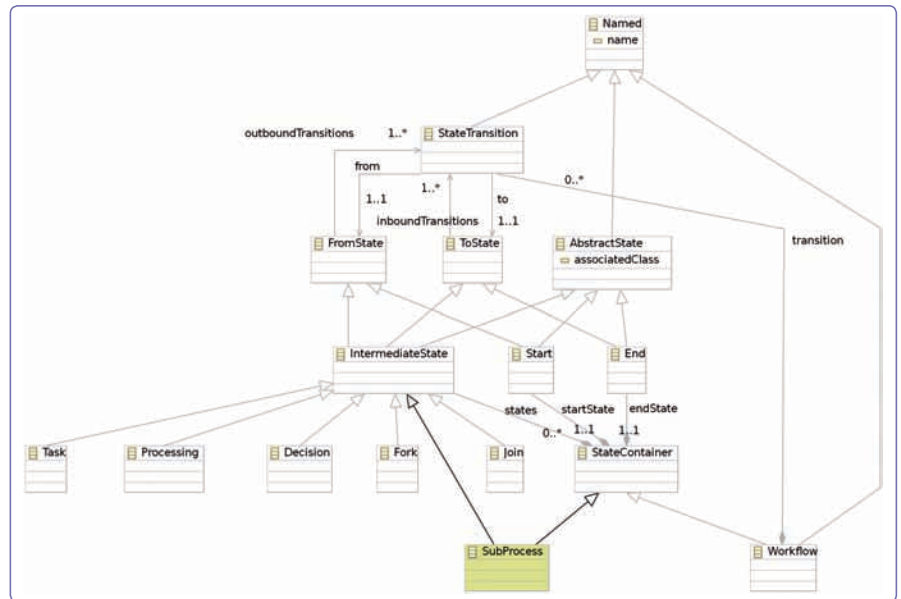 Named
name
outboundTransitions 1..* StateTransition
from
0..*
1..*
1..1 to
inboundTransitions 1..1
FromState ToState AbstractState transition
associatedClass
IntermediateState Start End
states startState endState
0..* 1..1 1..1
Task Processing Decision Fork Join StateContainer
SubProcess Workflow